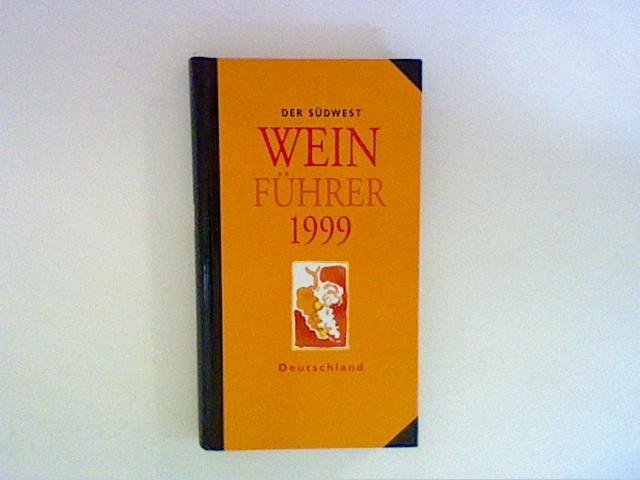 DER SÜDWEST
WEIN
FÜHRER
1999
Deutschland